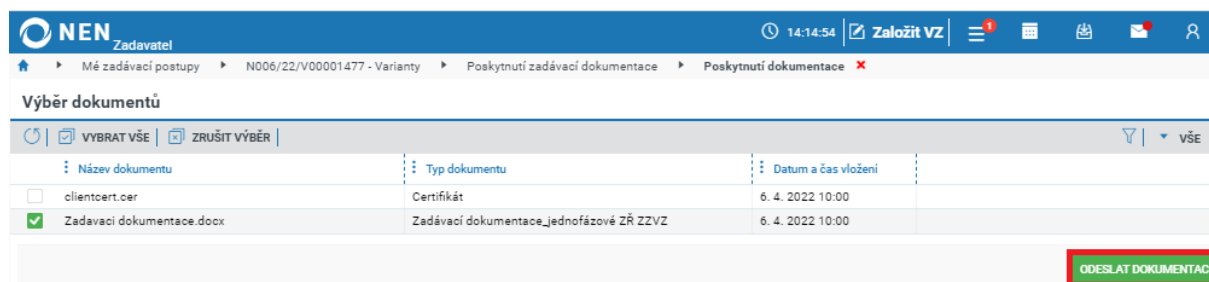 NEN Zadavatel 14:14:54 Založit VZ 1
Mé zadávací postupy N006/22/V00001477 - Varianty Poskytnutí zadávací dokumentace Poskytnutí dokumentace
Výběr dokumentů
VYBRAT VŠE ZRUŠIT VÝBĚR VŠE
Název dokumentu Typ dokumentu Datum a čas vložení
clientcert.cer Certifikát 6. 4. 2022 10:00
Zadavaci dokumentace.docx Zadávací dokumentace_jednofázové ZŘ ZZVZ 6. 4. 2022 10:00
ODESLAT DOKUMENTAC